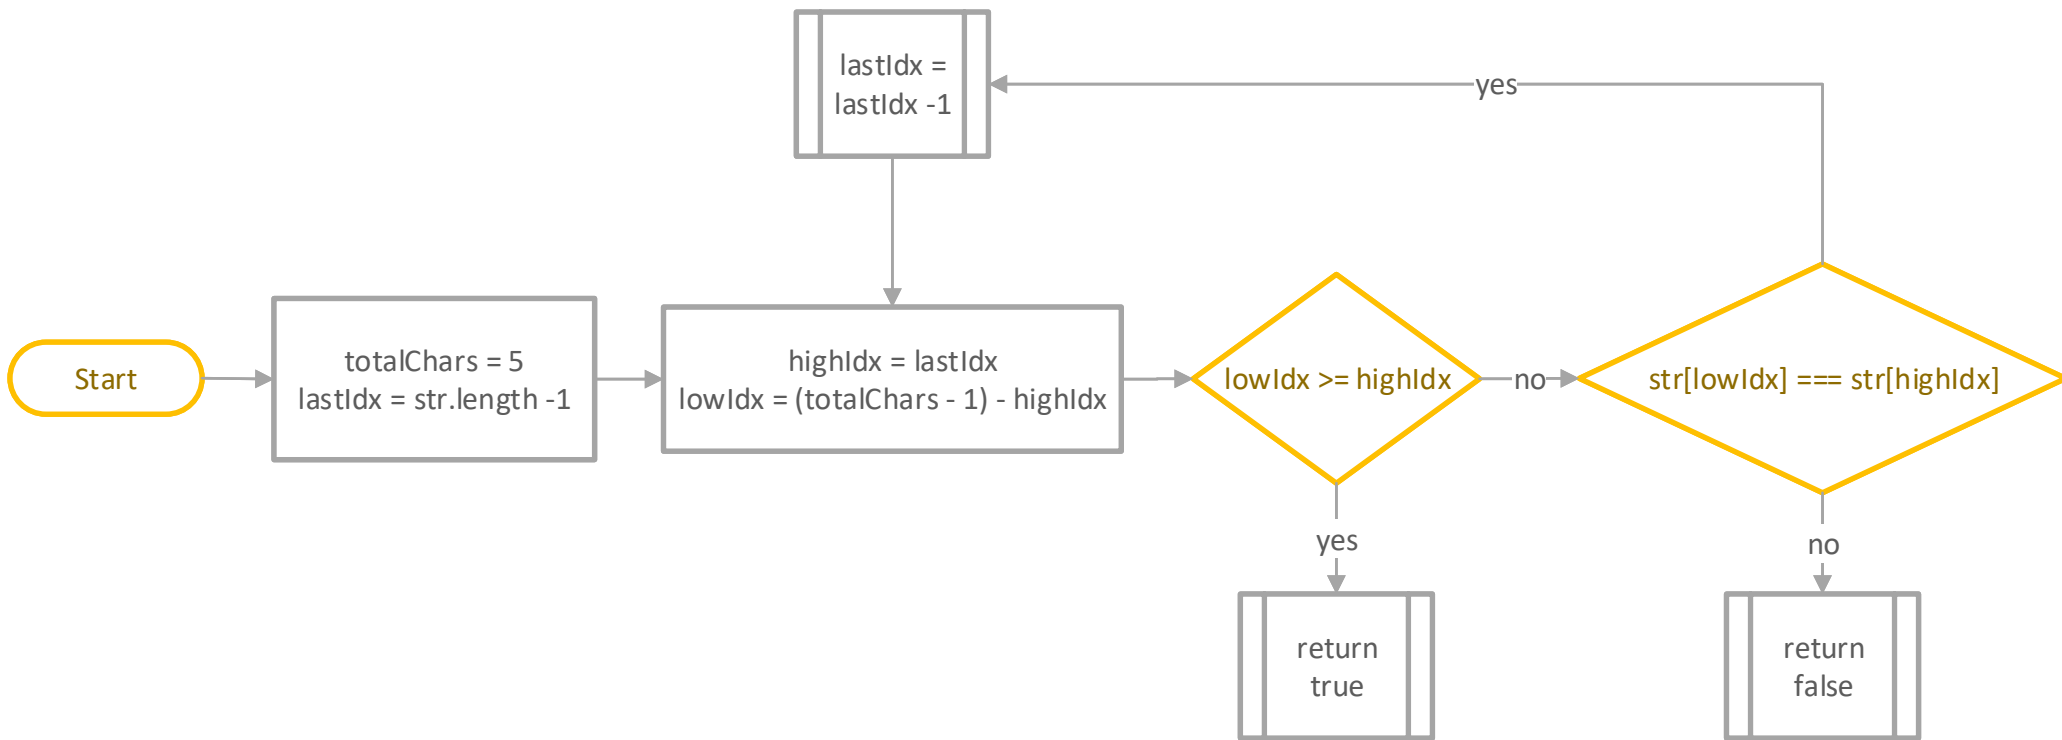 lastIdx =
lastIdx -1
yes
Start
totalChars = 5
lastIdx = str.length -1
highIdx = lastIdx
lowIdx = (totalChars - 1) - highIdx
lowIdx >= highIdx
no
str[lowIdx] === str[highIdx]
yes
no
return
true
return
false